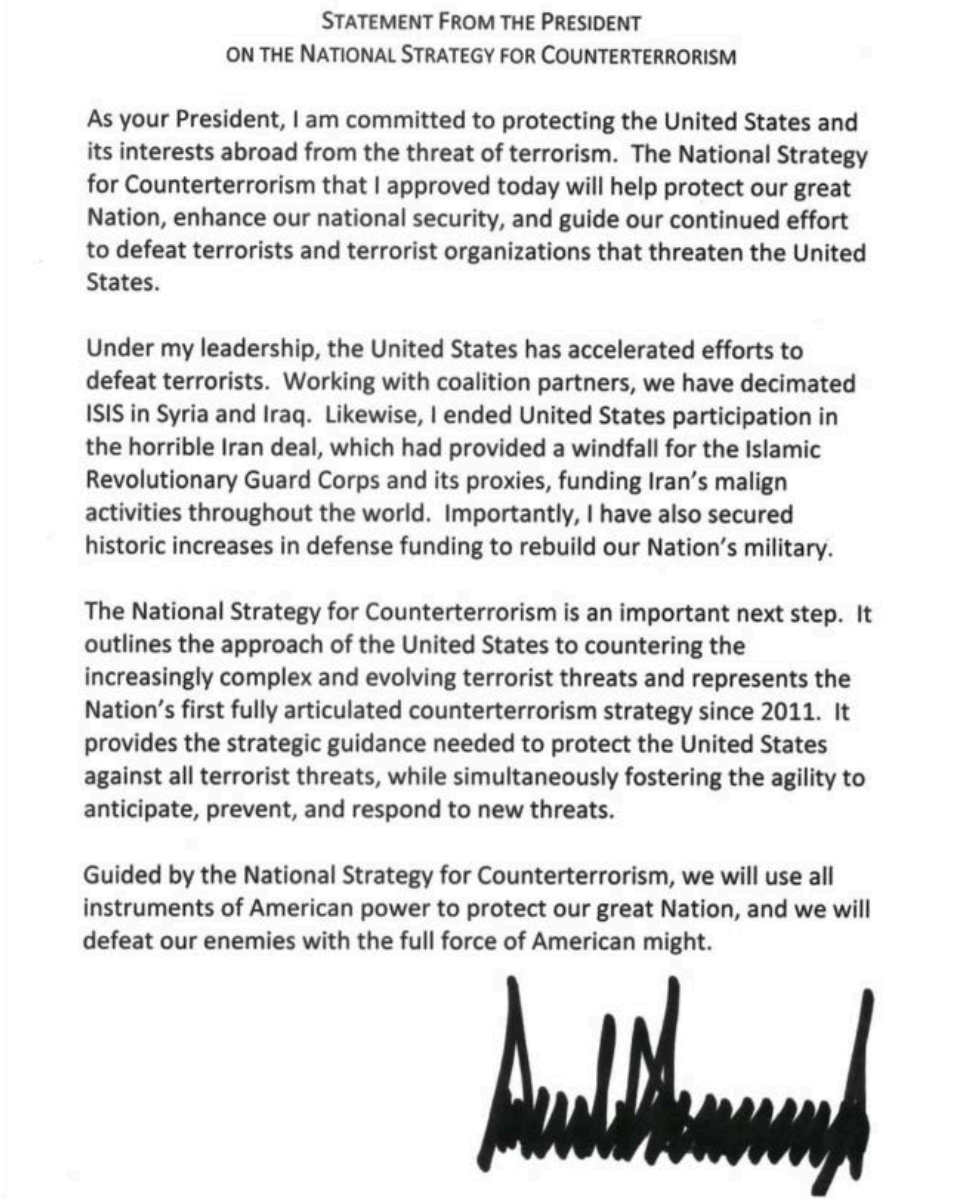 STATEMENT FROM THE PRESIDENT
ON THE NATIONAL STRATEGY FOR COUNTERTERRORISM
As your President, I am committed to protecting the United States and
its interests abroad from the threat of terrorism. The National Strategy
for Counterterrorism that I approved today will help protect our great
Nation, enhance our national security, and guide our continued effort
to defeat terrorists and terrorist organizations that threaten the United
States.
Under my leadership, the United States has accelerated efforts to
defeat terrorists. Working with coalition partners, we have decimated
ISIS in Syria and Iraq. Likewise, I ended United States participation in
the horrible Iran deal, which had provided a windfall for the Islamic
Revolutionary Guard Corps and its proxies, funding Iran's malign
activities throughout the world. Importantly, I have also secured
historic increases in defense funding to rebuild our Nation's military.
The National Strategy for Counterterrorism is an important next step. It
outlines the approach of the United States to countering the
increasingly complex and evolving terrorist threats and represents the
Nation's first fully articulated counterterrorism strategy since 2011. It
provides the strategic guidance needed to protect the United States
against all terrorist threats, while simultaneously fostering the agility to
anticipate, prevent, and respond to new threats.
Guided by the National Strategy for Counterterrorism, we will use all
instruments of American power to protect our great Nation, and we will
defeat our enemies with the full force of American might.